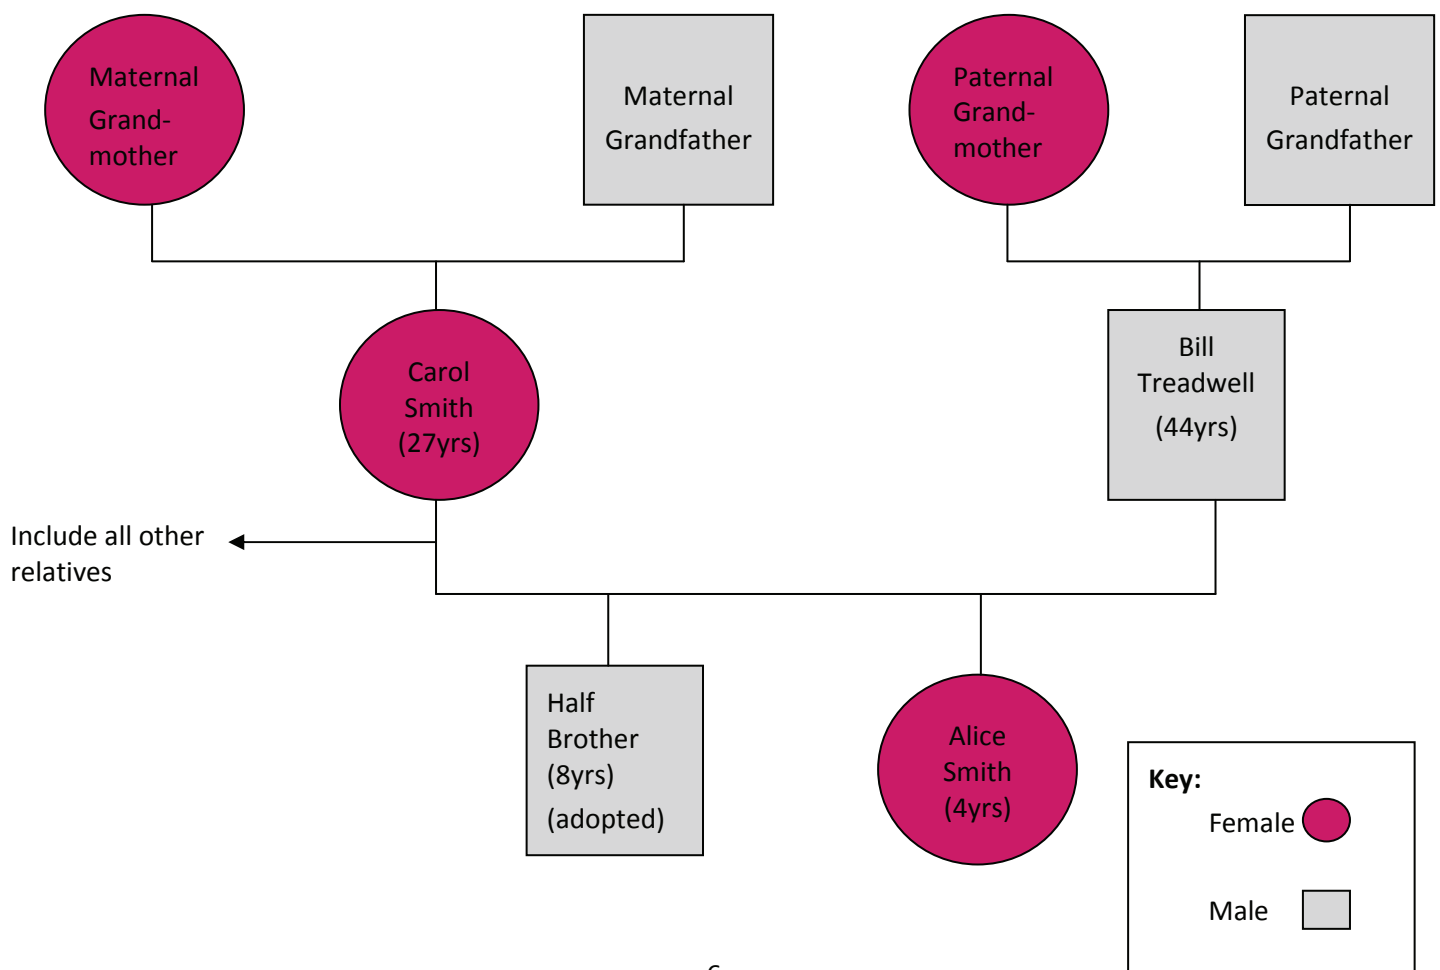 Maternal
Grand-
mother
Maternal
Grandfather
Paternal
Grand-
mother
Paternal
Grandfather
Carol
Smith
(27yrs)
Bill
Treadwell
(44yrs)
Include all other
relatives
Half
Brother
(8yrs)
(adopted)
Alice
Smith
(4yrs)
Key:
Female
Male